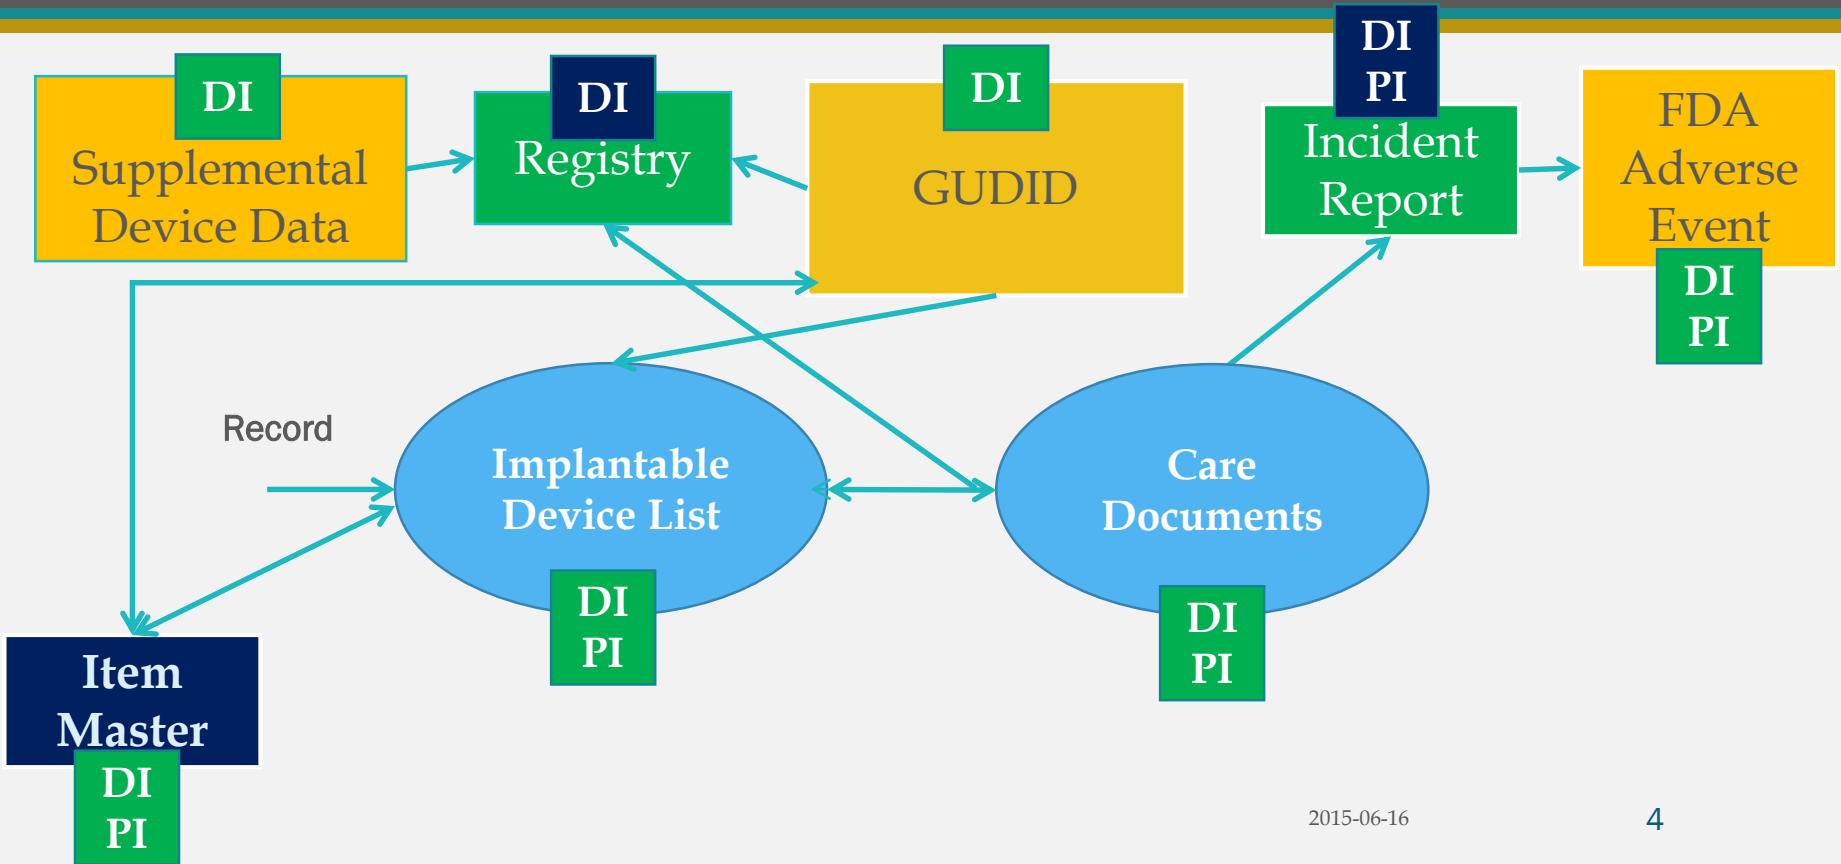 DI
Supplemental
Device Data
DI
Registry
DI
GUDID
DI
PI
Incident
Report
FDA
Adverse
Event
DI
PI
Record
Implantable
Device List
DI
PI
Care
Documents
DI
PI
Item
Master
DI
PI
2015-06-16
4